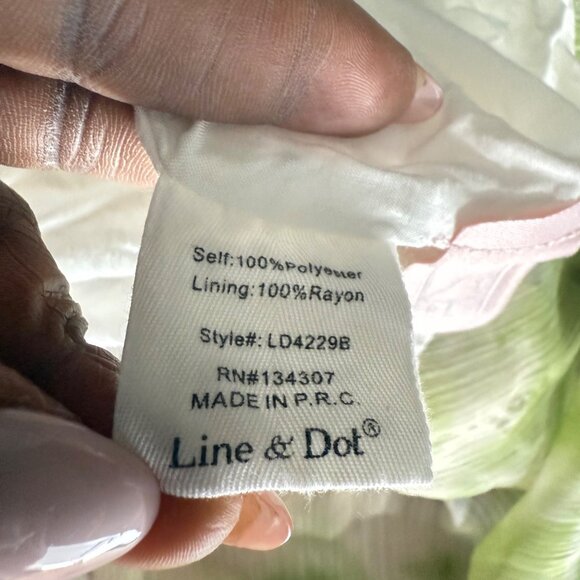 Self:100%Polyester
Lining:100%Rayon
Style#: LD4229B
RN#134307
MADE IN P.R.C.
Line & Dot®